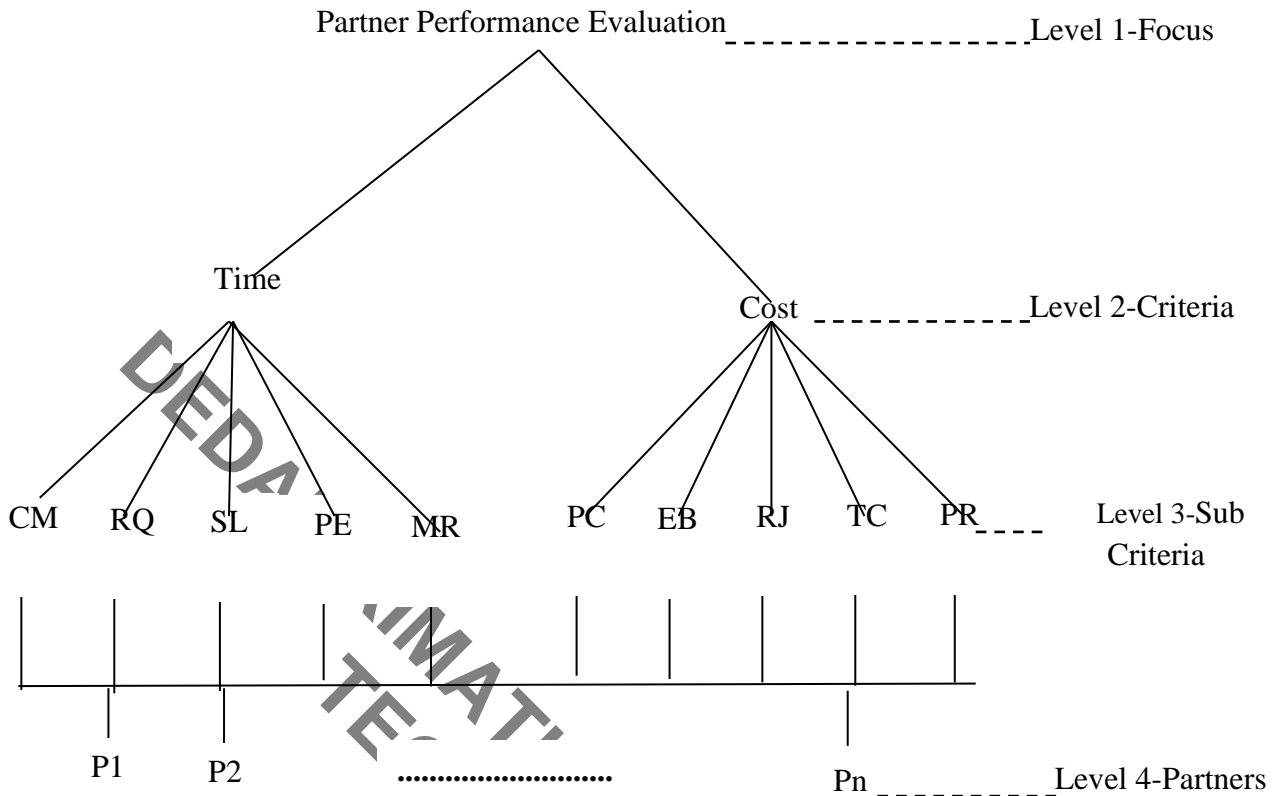 Partner Performance Evaluation
Level 1-Focus
Time
Cost
Level 2-Criteria
CM RQ SL PE MR PC EB RJ TC PR
Level 3-Sub
Criteria
P1 P2 ........................... Pn
Level 4-Partners